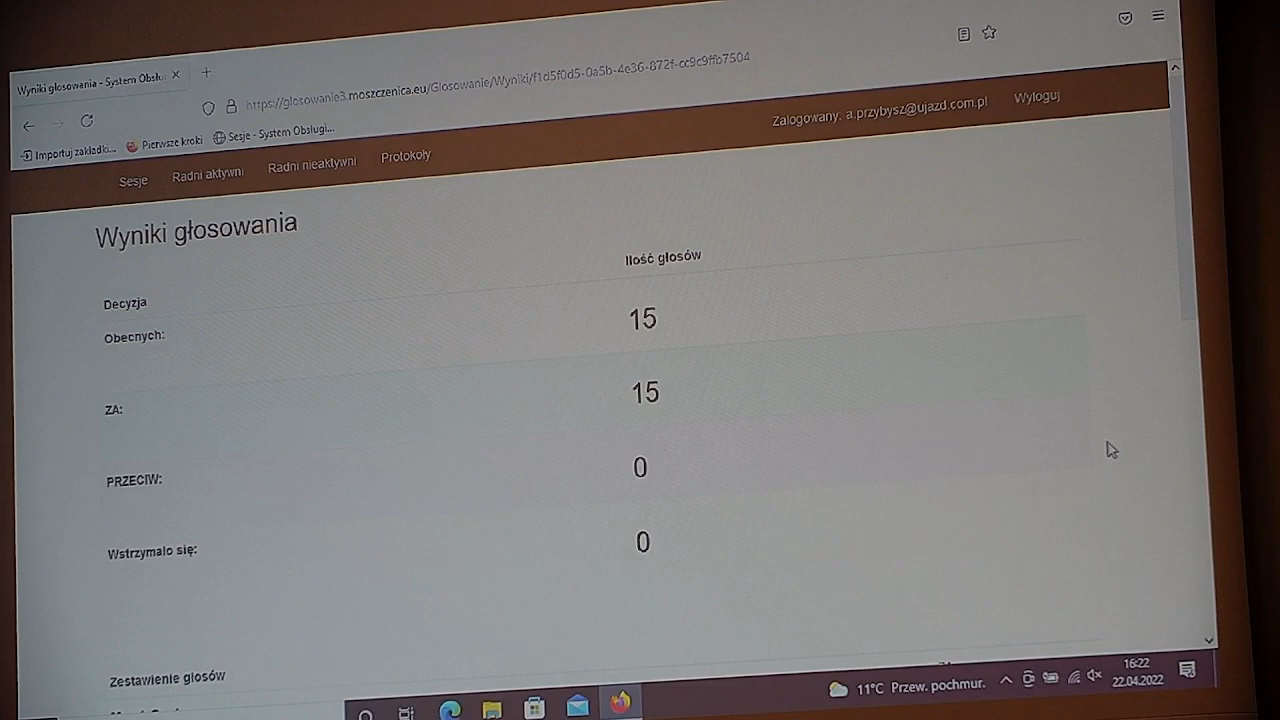 Wyniki głosowania - System Obsłu
https://glosowanie3.moszczenica.eu/Glosowanie/Wyniki/f1d5f0d5-0a5b-4e36-872f-cc9c9ffb7504
Importuj zakładki... Pierwsze kroki Sesje - System Obsługi...
Zalogowany: a.przybysz@ujazd.com.pl Wyloguj
Sesje Radni aktywni Radni nieaktywni Protokoły
Wyniki głosowania
Decyzja Ilość głosów
Obecnych: 15
ZA: 15
PRZECIW: 0
Wstrzymalo się: 0
Zestawienie głosów
11°C Przew. pochmur.
16:22
22.04.2022